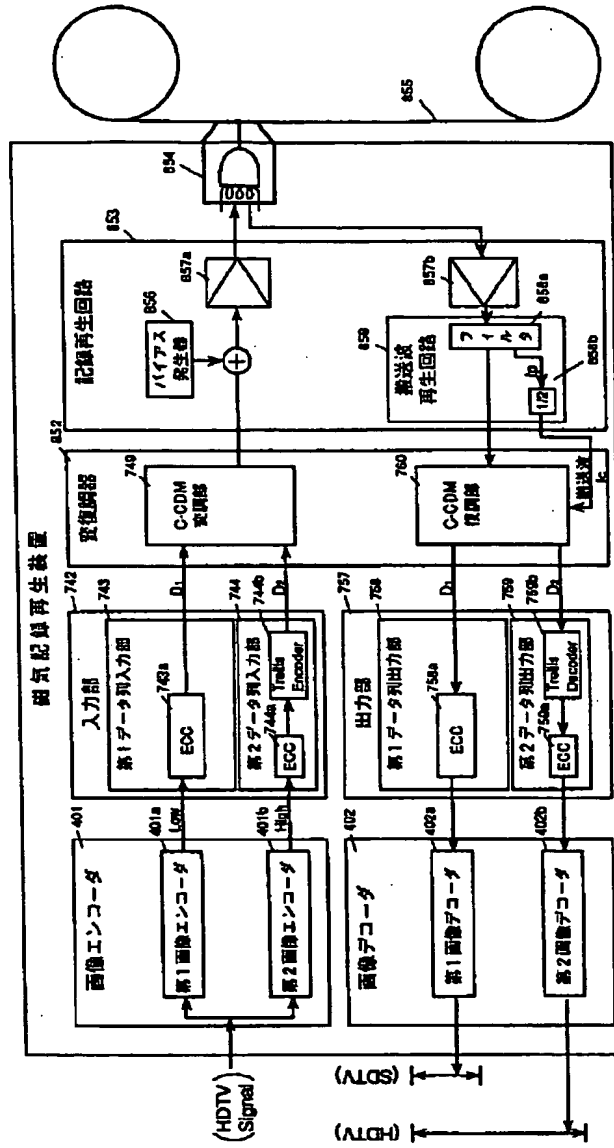 磁気記録再生装置
(HDTV Signal)
401
画像エンコーダ
401a
第1画像エンコーダ
Low
401b
第2画像エンコーダ
High
742
入力部
743
第1データ列入力部
743a
ECC
D1
744
第2データ列入力部
744a
ECC
744b
Trellis
Encoder
D2
852
変復調器
749
C-CDM
変調部
853
記録再生回路
856
バイアス
発生器
+
857a
854
855
(SDTV)
(HDTV)
402
画像デコーダ
402a
第1画像デコーダ
402b
第2画像デコーダ
757
出力部
758
第1データ列出力部
758a
ECC
D1
759
第2データ列出力部
759a
ECC
759b
Trellis
Decoder
D2
760
C-CDM
復調部
搬送波
fc
857b
859
搬送波
再生回路
858a
フィルタ
fp
1/2
858b